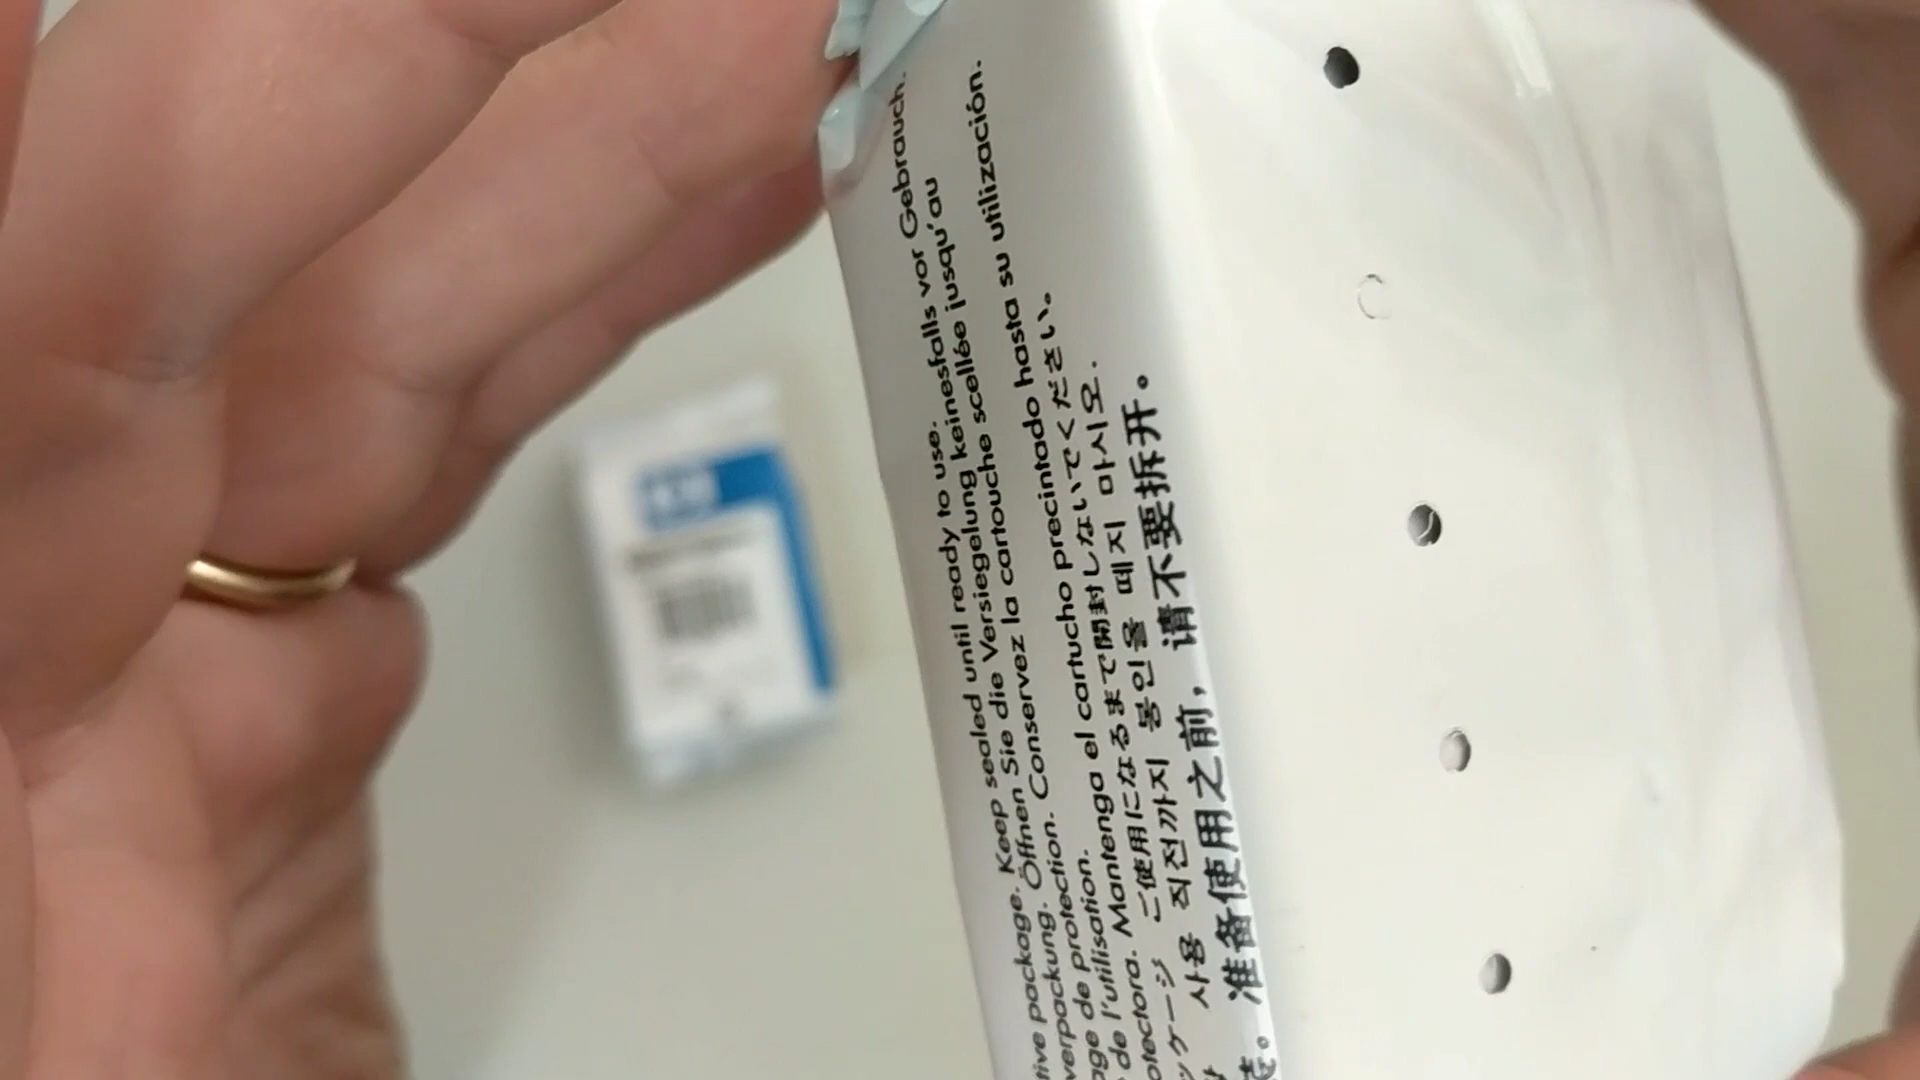 tive package. Keep sealed until ready to use.
verpackung. Öffnen Sie die Versiegelung keinesfalls vor Gebrauch.
age de protection. Conservez la cartouche scellée jusqu'au
de l'utilisation.
otectora. Mantenga el cartucho precintado hasta su utilización.
ッケージ ご使用になるまで開封しないでください。
사용 직전까지 봉인을 떼지 마시오.
。准备使用之前，请不要拆开。